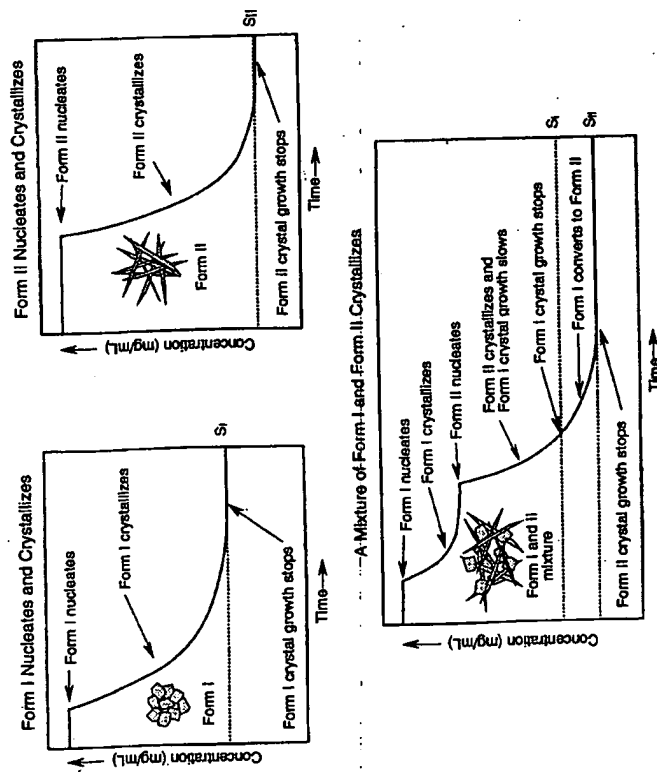 Form I Nucleates and Crystallizes
Concentration (mg/mL)
Form I nucleates
Form I crystallizes
Form I
SI
Form I crystal growth stops
Time
Form II Nucleates and Crystallizes
Concentration (mg/mL)
Form II nucleates
Form II crystallizes
Form II
SII
Form II crystal growth stops
Time
A Mixture of Form I and Form II Crystallizes
Concentration (mg/mL)
Form I nucleates
Form I crystallizes
Form II nucleates
Form II crystallizes and
Form I crystal growth slows
Form I and II
mixture
Form I crystal growth stops
SI
Form I converts to Form II
SII
Form II crystal growth stops
Time